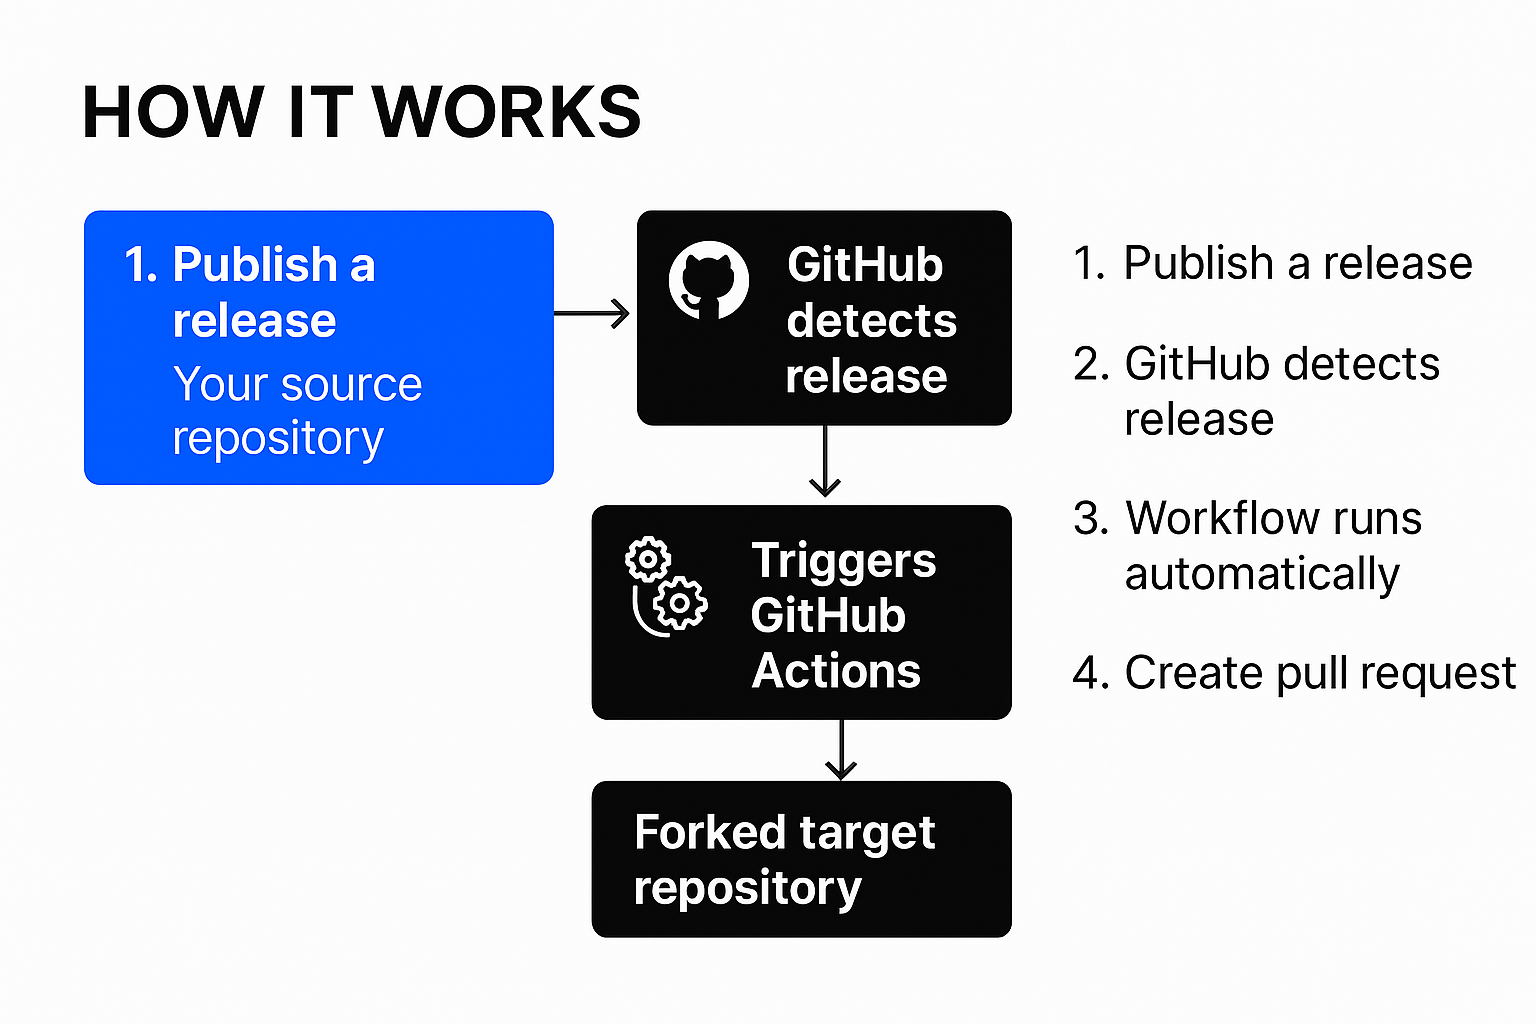 HOW IT WORKS
1. Publish a
release
Your source
repository
GitHub
detects
release
Triggers
GitHub
Actions
Forked target
repository
1. Publish a release
2. GitHub detects
release
3. Workflow runs
automatically
4. Create pull request